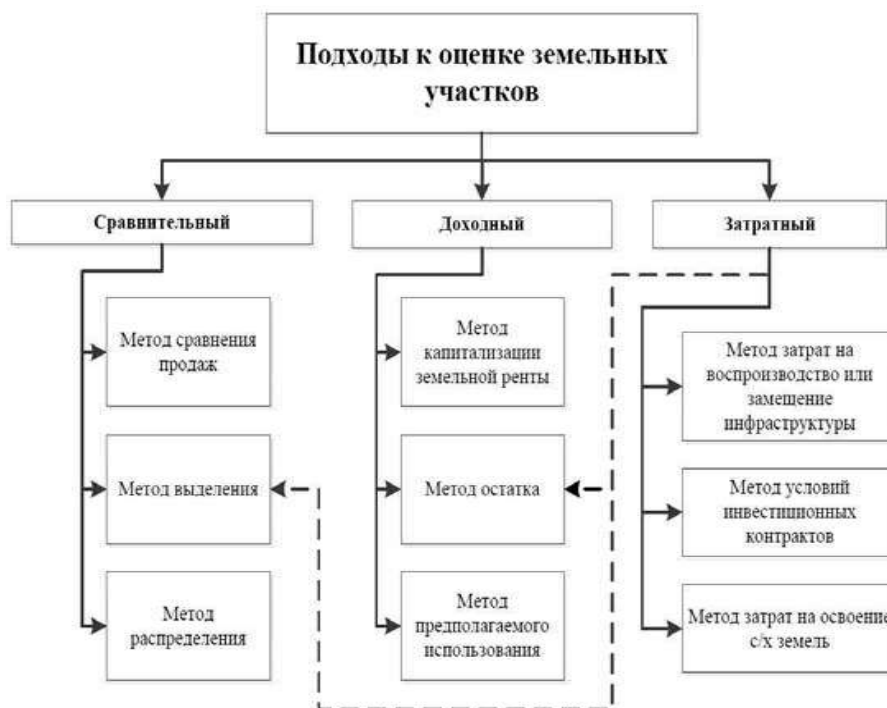 Подходы к оценке земельных
участков
Сравнительный
Доходный
Затратный
Метод сравнения
продаж
Метод выделения
Метод
распределения
Метод
капитализации
земельной ренты
Метод остатка
Метод
предполагаемого
использования
Метод затрат на
воспроизводство или
замещение
инфраструктуры
Метод условий
инвестиционных
контрактов
Метод затрат на освоение
с/х земель